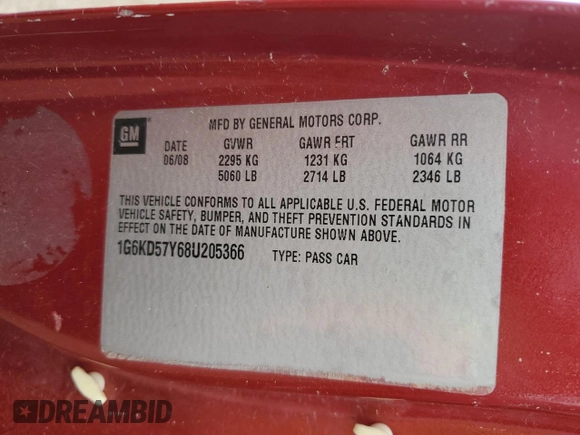 MFD BY GENERAL MOTORS CORP.
GM
DATE GVWR GAWR FRT GAWR RR
06/08 2295 KG 1231 KG 1064 KG
5060 LB 2714 LB 2346 LB
THIS VEHICLE CONFORMS TO ALL APPLICABLE U.S. FEDERAL MOTOR
VEHICLE SAFETY, BUMPER, AND THEFT PREVENTION STANDARDS IN
EFFECT ON THE DATE OF MANUFACTURE SHOWN ABOVE.
1G6KD57Y68U205366 TYPE: PASS CAR
DREAMBID